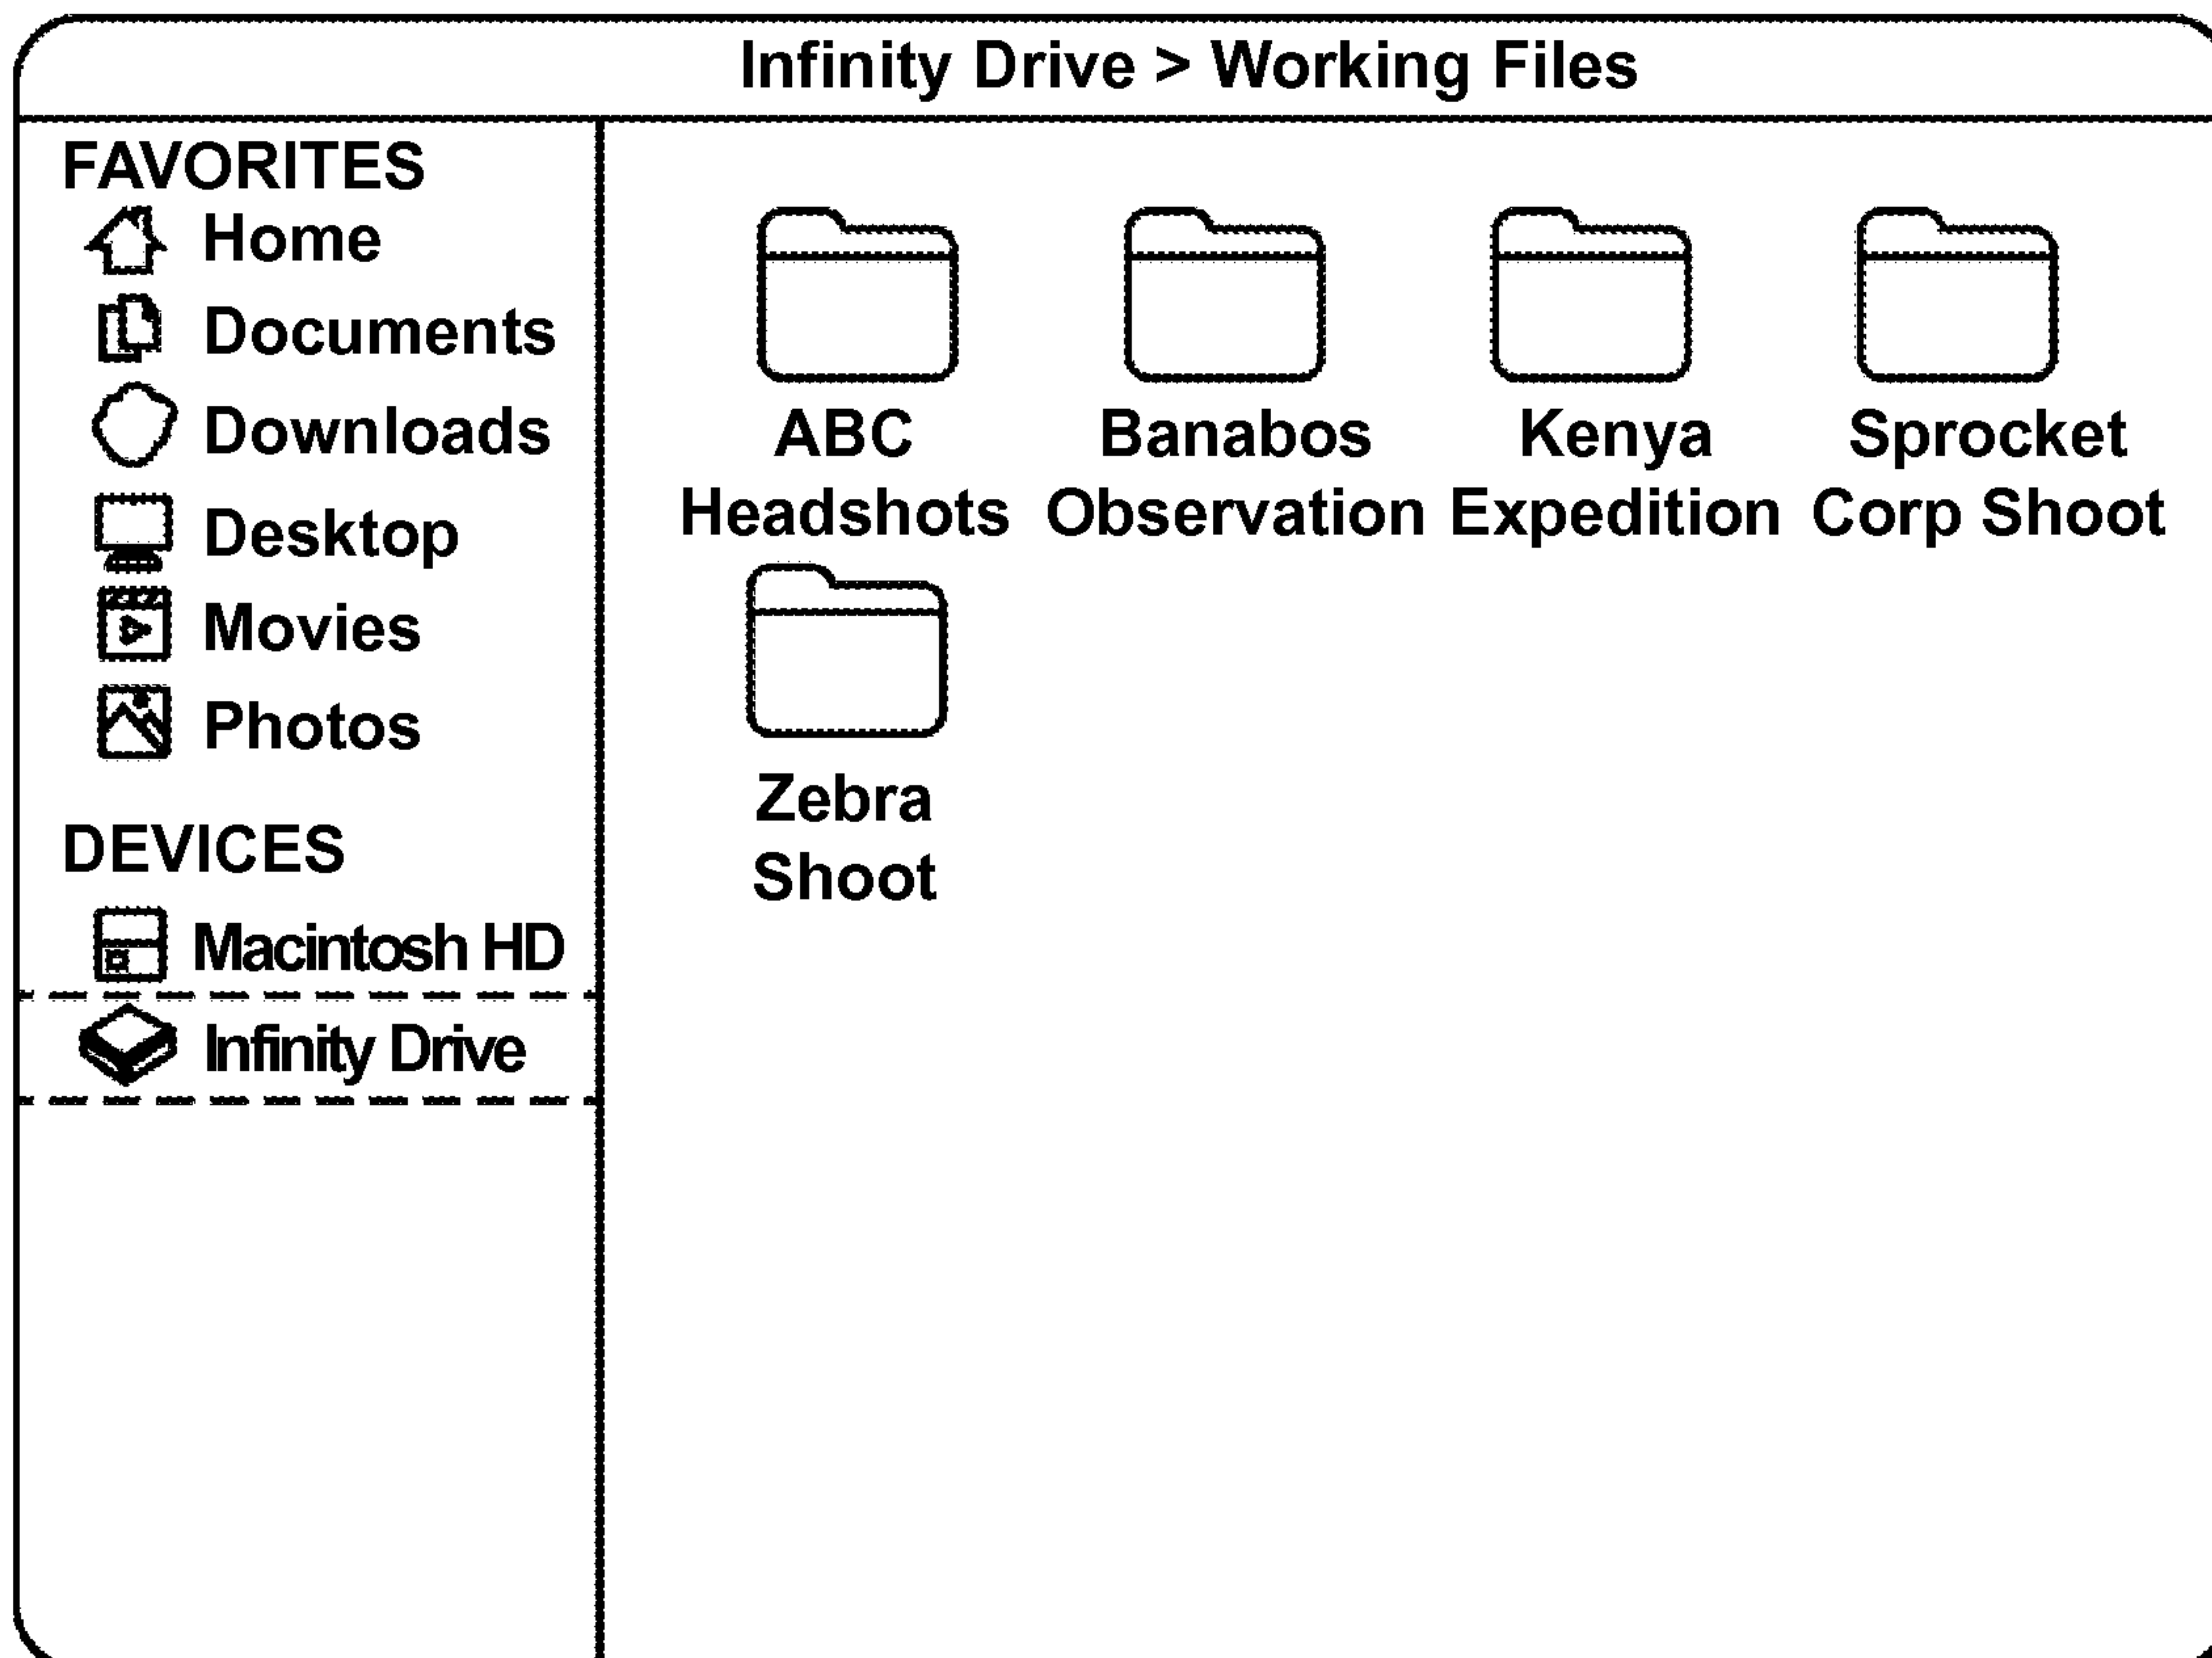 Infinity Drive > Working Files
FAVORITES
Home
Documents
Downloads
Desktop
Movies
Photos
DEVICES
Macintosh HD
Infinity Drive
ABC
Headshots
Banabos
Observation
Kenya
Expedition
Sprocket
Corp Shoot
Zebra
Shoot